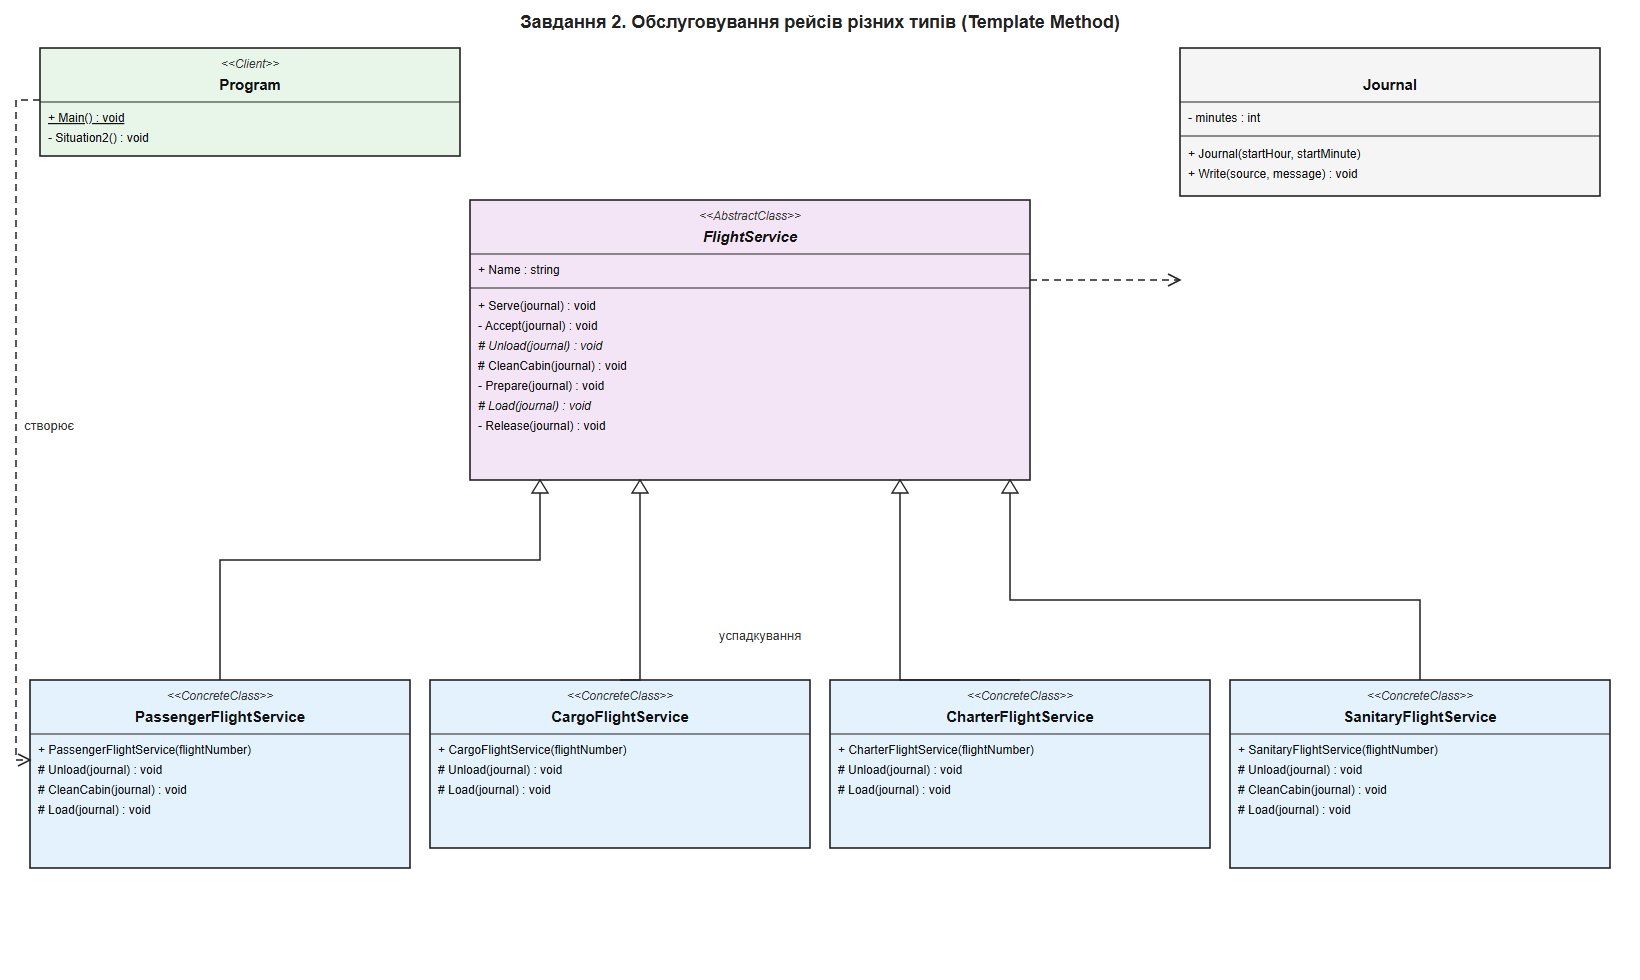 Завдання 2. Обслуговування рейсів різних типів (Template Method)
<<Client>>
Program
+ Main() : void
- Situation2() : void
Journal
- minutes : int
+ Journal(startHour, startMinute)
+ Write(source, message) : void
<<AbstractClass>>
FlightService
+ Name : string
+ Serve(journal) : void
- Accept(journal) : void
# Unload(journal) : void
# CleanCabin(journal) : void
- Prepare(journal) : void
# Load(journal) : void
- Release(journal) : void
створює
успадкування
<<ConcreteClass>>
PassengerFlightService
+ PassengerFlightService(flightNumber)
# Unload(journal) : void
# CleanCabin(journal) : void
# Load(journal) : void
<<ConcreteClass>>
CargoFlightService
+ CargoFlightService(flightNumber)
# Unload(journal) : void
# Load(journal) : void
<<ConcreteClass>>
CharterFlightService
+ CharterFlightService(flightNumber)
# Unload(journal) : void
# Load(journal) : void
<<ConcreteClass>>
SanitaryFlightService
+ SanitaryFlightService(flightNumber)
# Unload(journal) : void
# CleanCabin(journal) : void
# Load(journal) : void